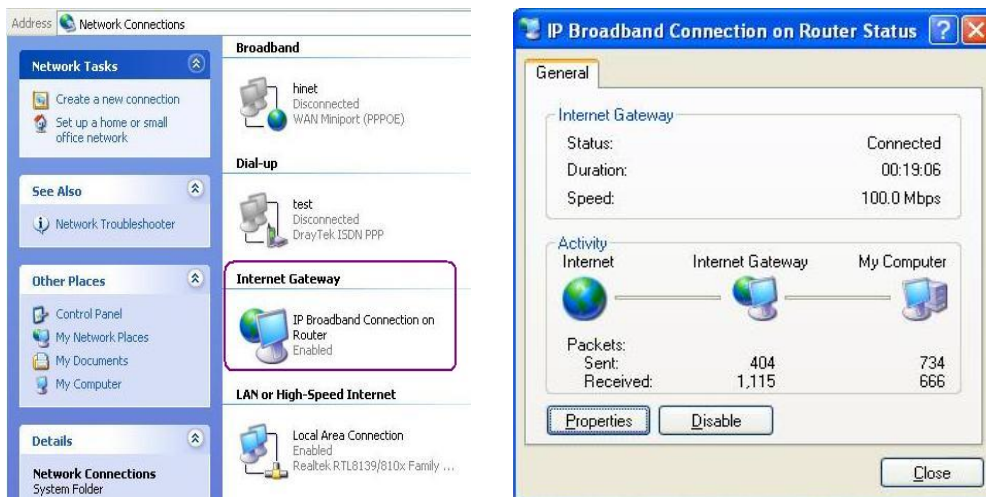 Address Network Connections
Network Tasks
Create a new connection
Set up a home or small
office network
See Also
Network Troubleshooter
Other Places
Control Panel
My Network Places
My Documents
My Computer
Details
Network Connections
System Folder
Broadband
hinet
Disconnected
WAN Miniport (PPPOE)
Dial-up
test
Disconnected
DrayTek ISDN PPP
Internet Gateway
IP Broadband Connection on
Router
Enabled
LAN or High-Speed Internet
Local Area Connection
Enabled
Realtek RTL8139/810x Family ...
IP Broadband Connection on Router Status
General
Internet Gateway
Status: Connected
Duration: 00:19:06
Speed: 100.0 Mbps
Activity
Internet Internet Gateway My Computer
Packets:
Sent: 404 734
Received: 1,115 666
Properties Disable
Close